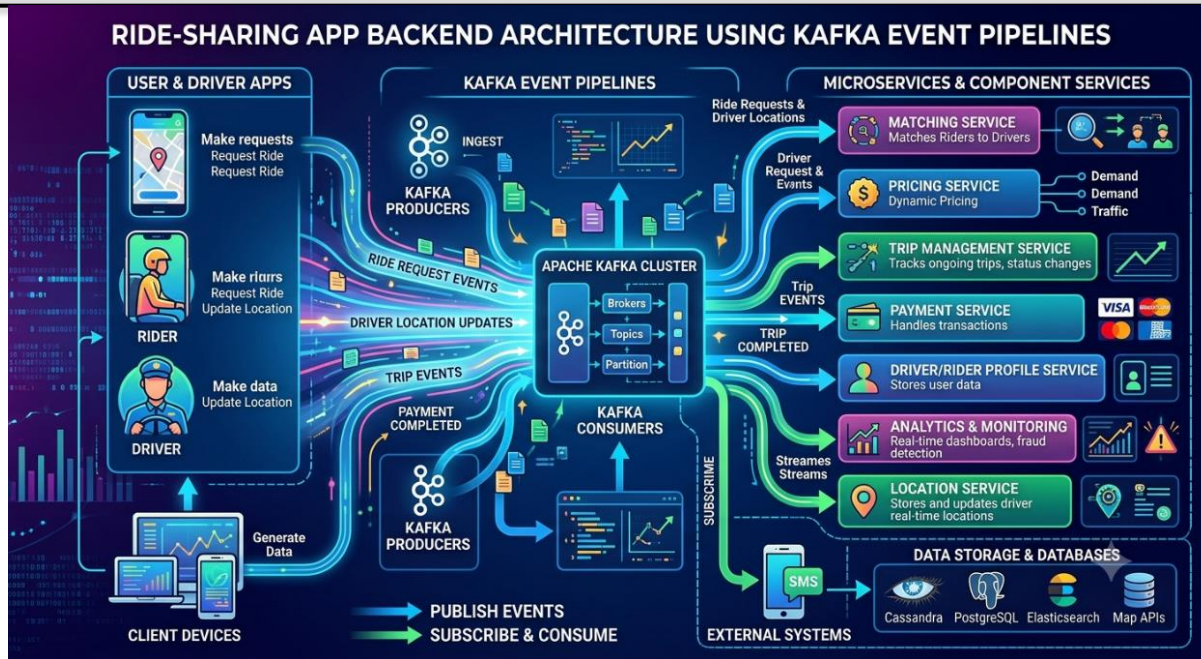 RIDE-SHARING APP BACKEND ARCHITECTURE USING KAFKA EVENT PIPELINES
USER & DRIVER APPS
Make requests
Request Ride
Request Ride
Make rlurs
Request Ride
Update Location
RIDER
Make data
Update Location
DRIVER
Generate
Data
CLIENT DEVICES
KAFKA EVENT PIPELINES
INGEST
KAFKA
PRODUCERS
RIDE REQUEST EVENTS
DRIVER LOCATION UPDATES
TRIP EVENTS
PAYMENT
COMPLETED
KAFKA
PRODUCERS
APACHE KAFKA CLUSTER
Brokers
Topics
Partition
KAFKA
CONSUMERS
PUBLISH EVENTS
SUBSCRIBE & CONSUME
Ride Requests &
Driver Locations
Driver
Request &
Evants
Trip
EVENTS
TRIP
COMPLETED
Streames
Streams
SUBSCRIME
MICROSERVICES & COMPONENT SERVICES
MATCHING SERVICE
Matches Riders to Drivers
PRICING SERVICE
Dynamic Pricing
Demand
Demand
Traffic
TRIP MANAGEMENT SERVICE
Tracks ongoing trips, status changes
1
PAYMENT SERVICE
Handles transactions
VISA
DRIVER/RIDER PROFILE SERVICE
Stores user data
ANALYTICS & MONITORING
Real-time dashboards, fraud
detection
LOCATION SERVICE
Stores and updates driver
real-time locations
SMS
EXTERNAL SYSTEMS
DATA STORAGE & DATABASES
Cassandra
PostgreSQL
Elasticsearch
Map APIs